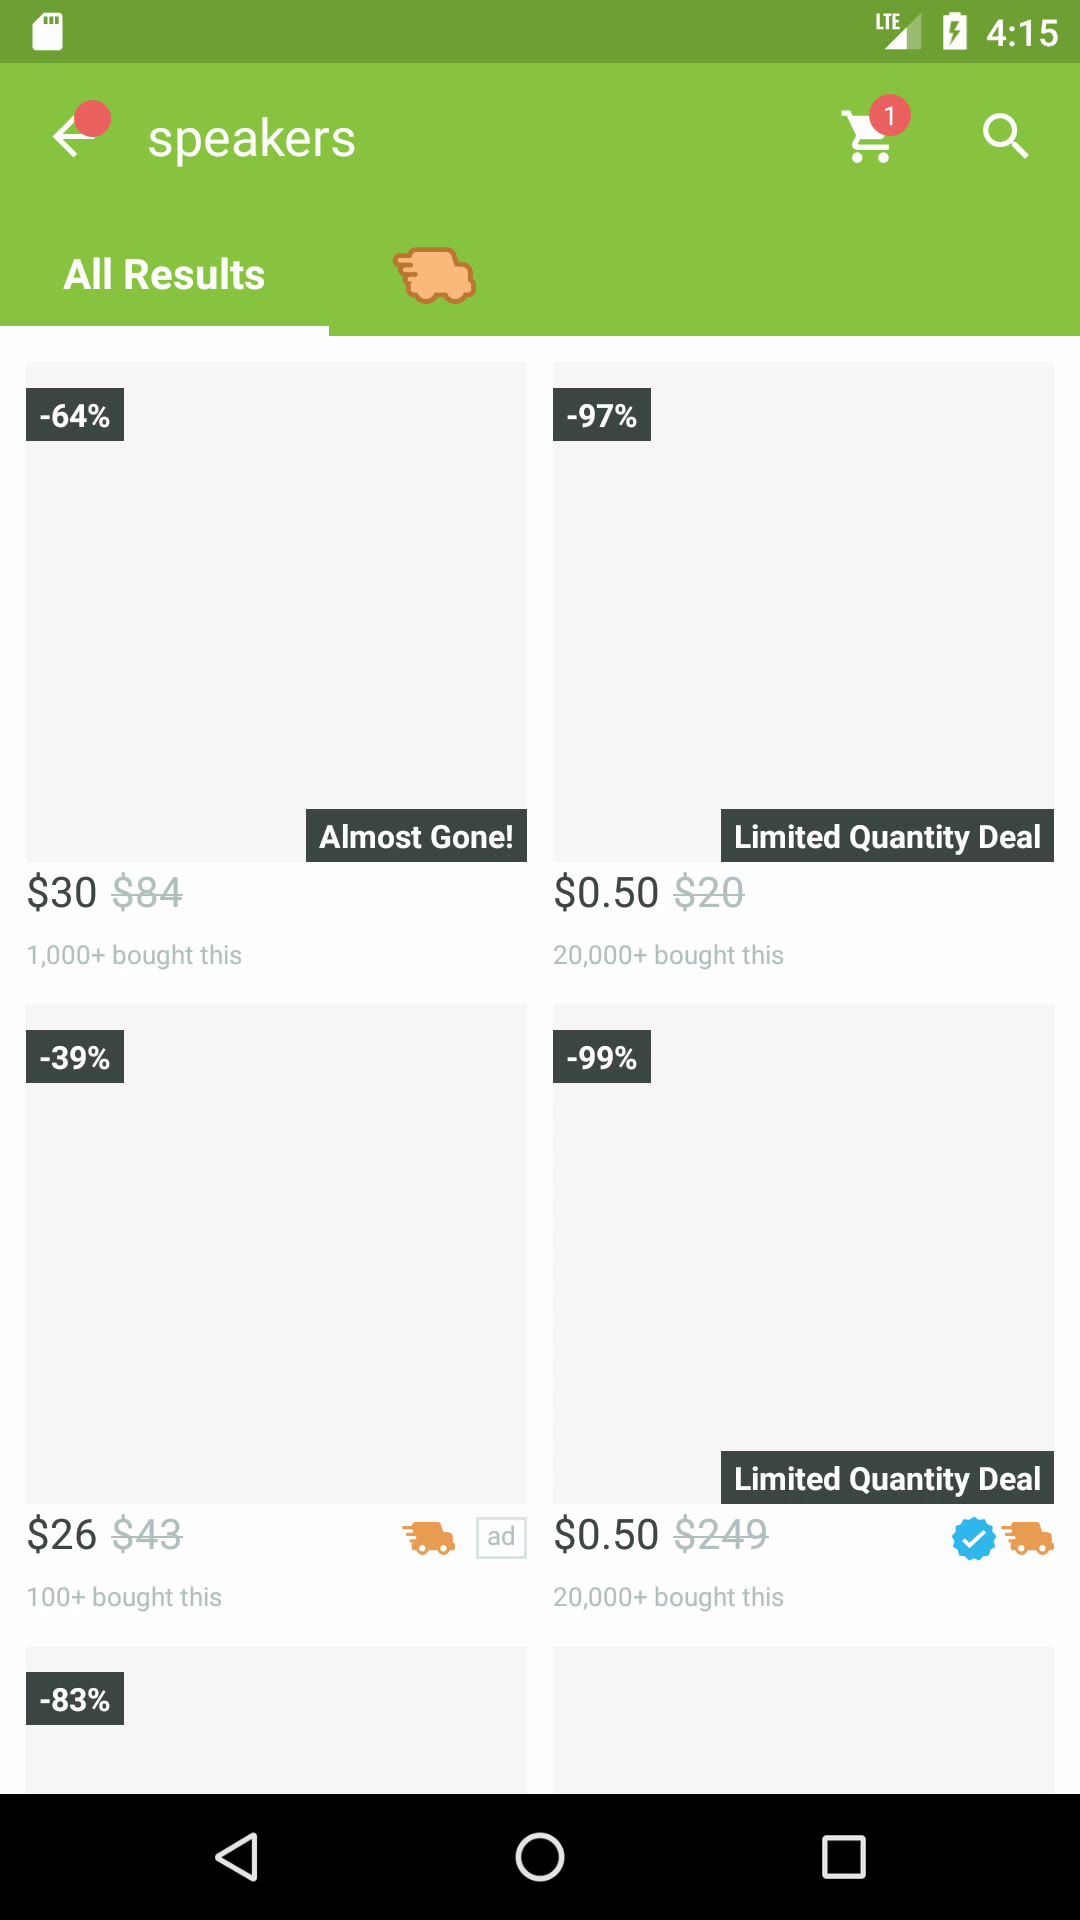 LTE 4:15
speakers 1
All Results
-64%
-97%
Almost Gone!
Limited Quantity Deal
$30 $84
$0.50 $20
1,000+ bought this
20,000+ bought this
-39%
-99%
Limited Quantity Deal
$26 $43 ad
$0.50 $249
100+ bought this
20,000+ bought this
-83%